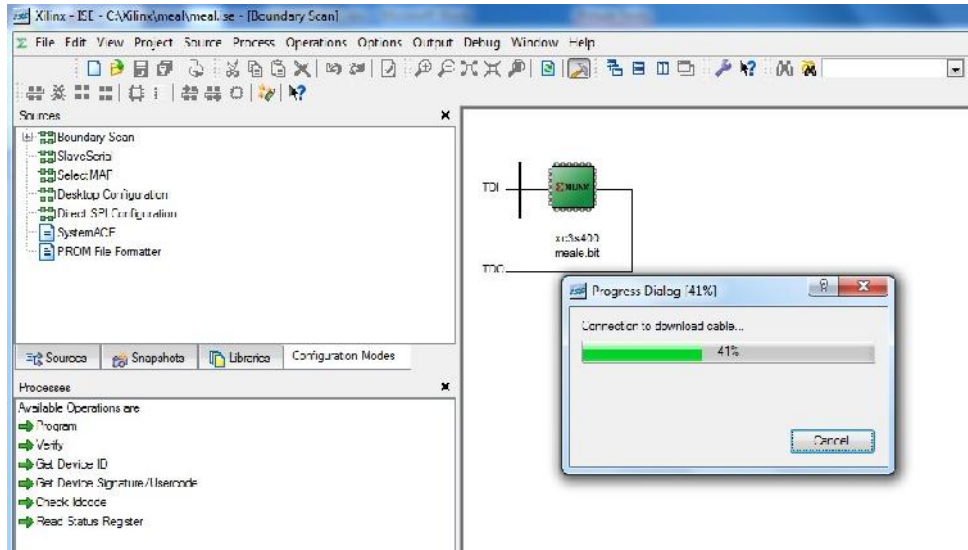 Xilinx - ISE - C:\Xilinx\meal\meal.ise - [Boundary Scan]
File Edit View Project Source Process Operations Options Output Debug Window Help
Sources
Boundary Scan
SlaveSerial
SelectMAP
Desktop Configuration
Direct SPI Configuration
SystemACE
PROM File Formatter
Sources Snapshots Libraries Configuration Modes
Processes
Available Operations are
Program
Verify
Get Device ID
Get Device Signature/Usercode
Check Idcode
Read Status Register
TDI
XILINX
xc3s400
meale.bit
TDO
Progress Dialog [41%]
Connection to download cable...
41%
Cancel